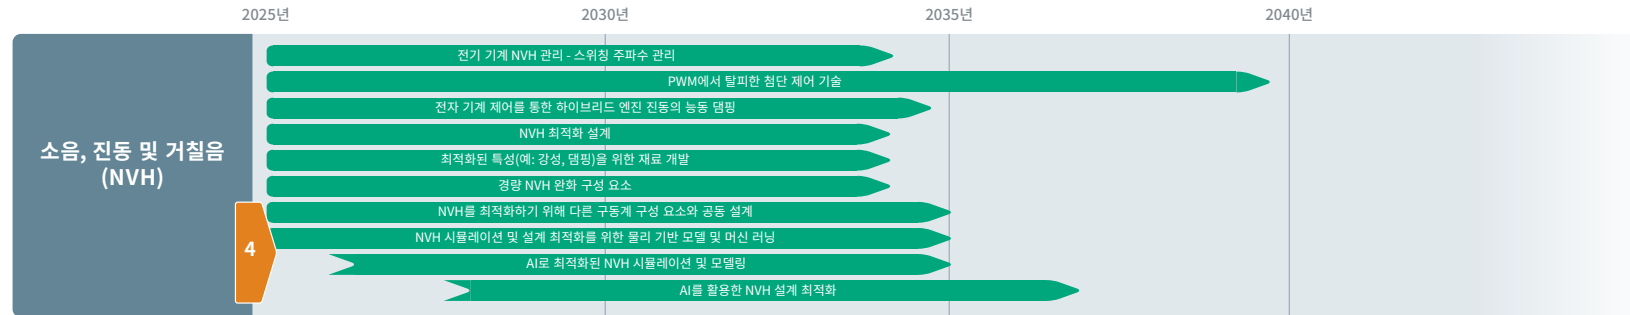 2025년
2030년
2035년
2040년
소음, 진동 및 거칠음
(NVH)
4
전기 기계 NVH 관리 - 스위칭 주파수 관리
PWM에서 탈피한 첨단 제어 기술
전자 기계 제어를 통한 하이브리드 엔진 진동의 능동 댐핑
NVH 최적화 설계
최적화된 특성(예: 강성, 댐핑)을 위한 재료 개발
경량 NVH 완화 구성 요소
NVH를 최적화하기 위해 다른 구동계 구성 요소와 공동 설계
NVH 시뮬레이션 및 설계 최적화를 위한 물리 기반 모델 및 머신 러닝
AI로 최적화된 NVH 시뮬레이션 및 모델링
AI를 활용한 NVH 설계 최적화